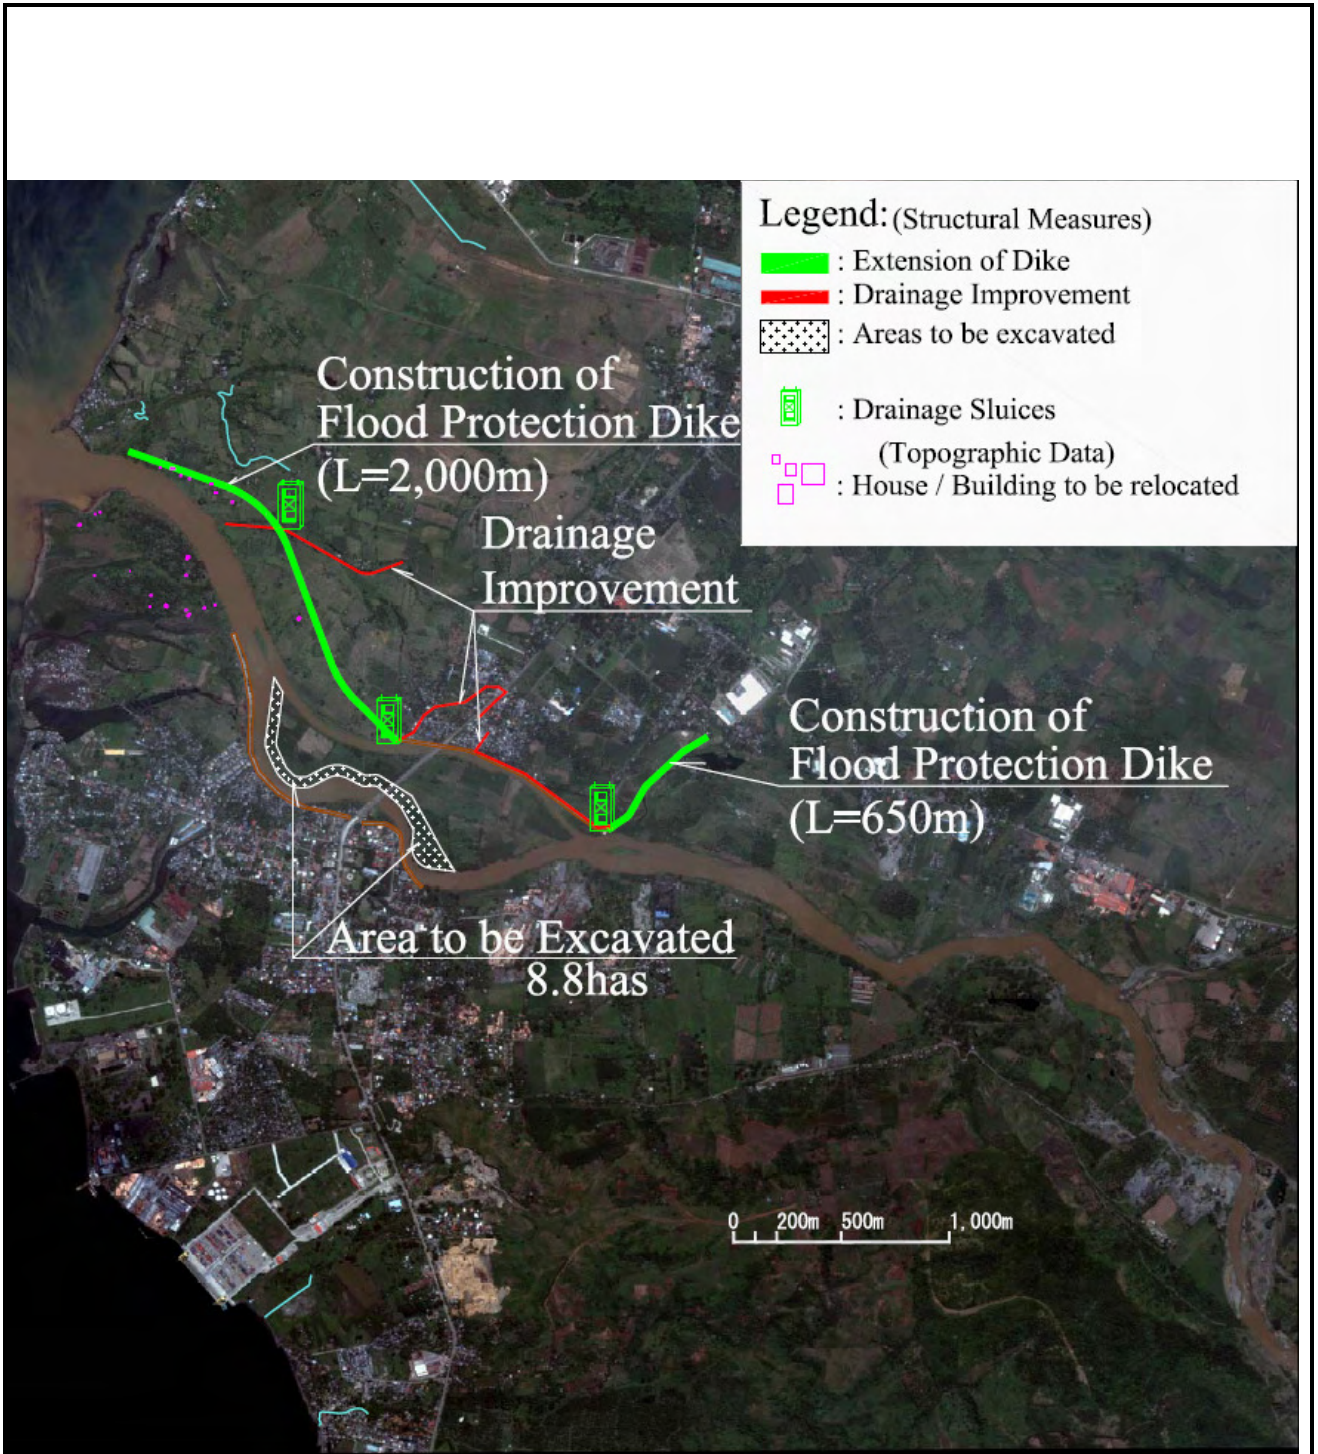 Legend: (Structural Measures)
: Extension of Dike
: Drainage Improvement
: Areas to be excavated
: Drainage Sluices
(Topographic Data)
: House / Building to be relocated
Construction of
Flood Protection Dike
(L=2,000m)
Drainage
Improvement
Construction of
Flood Protection Dike
(L=650m)
Area to be Excavated
8.8has
0 200m 500m 1,000m